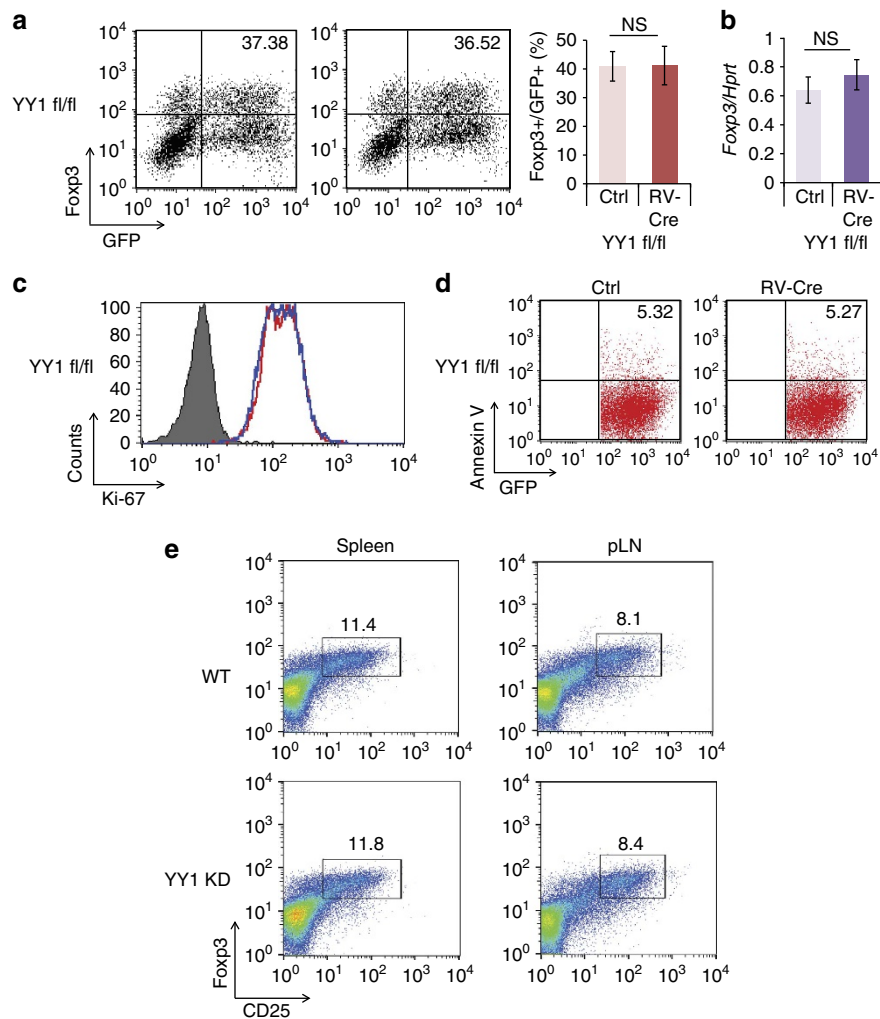 a
YY1 fl/fl
Foxp3
10⁴
10³
10²
10¹
10⁰
37.38
10⁰ 10¹ 10² 10³ 10⁴
GFP
10⁴
10³
10²
10¹
10⁰
36.52
10⁰ 10¹ 10² 10³ 10⁴
Foxp3+/GFP+ (%)
50
40
30
20
10
0
NS
Ctrl
RV-
Cre
YY1 fl/fl
b
Foxp3/Hprt
1
0.8
0.6
0.4
0.2
0
NS
Ctrl
RV-
Cre
YY1 fl/fl
c
YY1 fl/fl
Counts
100
80
60
40
20
0
10⁰ 10¹ 10² 10³ 10⁴
Ki-67
d
Ctrl
RV-Cre
YY1 fl/fl
Annexin V
10⁴
10³
10²
10¹
10⁰
5.32
10⁰ 10¹ 10² 10³ 10⁴
GFP
10⁴
10³
10²
10¹
10⁰
5.27
10⁰ 10¹ 10² 10³ 10⁴
e
Spleen
pLN
WT
10⁴
10³
10²
10¹
10⁰
11.4
10⁰ 10¹ 10² 10³ 10⁴
10⁴
10³
10²
10¹
10⁰
8.1
10⁰ 10¹ 10² 10³ 10⁴
YY1 KD
10⁴
10³
10²
10¹
10⁰
11.8
10⁰ 10¹ 10² 10³ 10⁴
10⁴
10³
10²
10¹
10⁰
8.4
10⁰ 10¹ 10² 10³ 10⁴
Foxp3
CD25